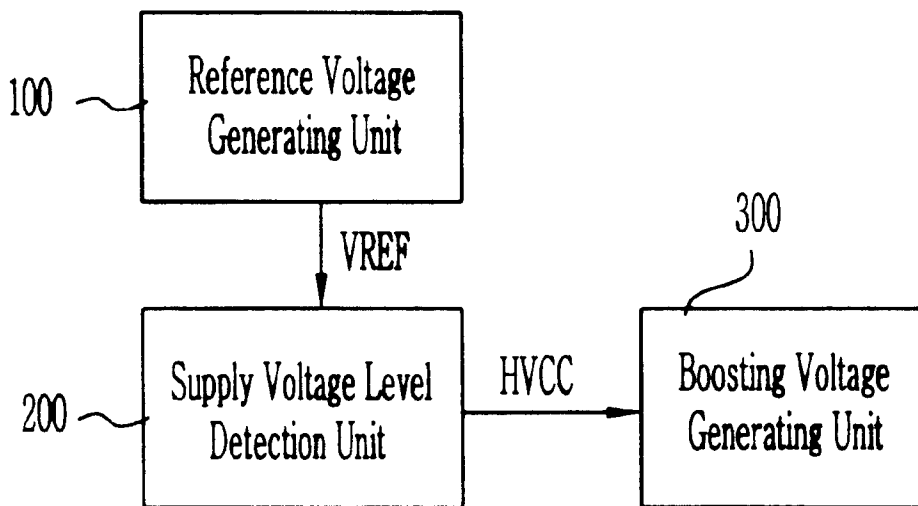 Reference Voltage
Generating Unit
100
VREF
300
Supply Voltage Level
Detection Unit
200
HVCC
Boosting Voltage
Generating Unit